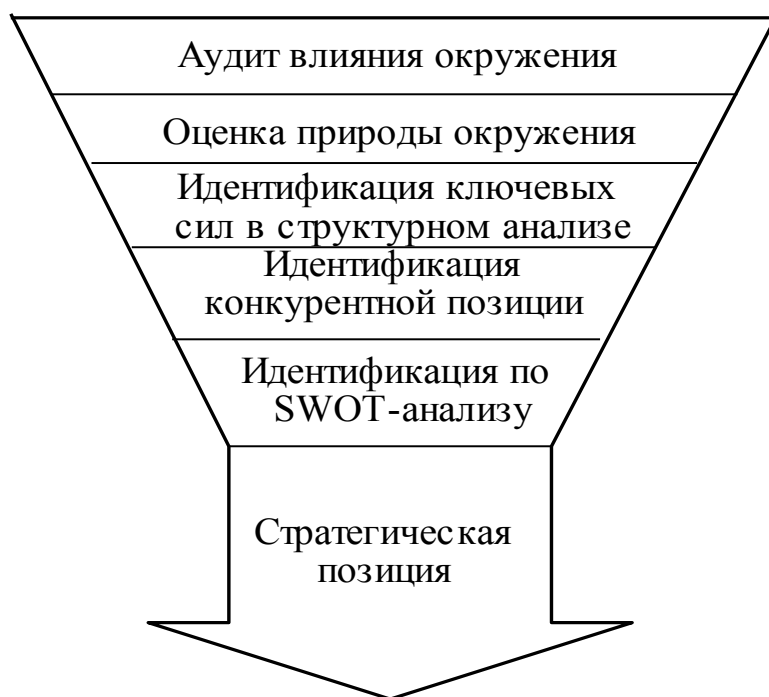 Аудит влияния окружения
Оценка природы окружения
Идентификация ключевых
сил в структурном анализе
Идентификация
конкурентной позиции
Идентификация по
SWOT-анализу
Стратегическая
позиция